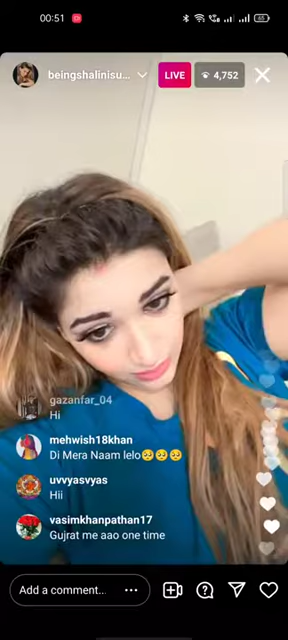 00:51
beingshalinisu...
LIVE
4,752
gazanfar_04
Hi
mehwish18khan
Di Mera Naam lelo🥺🥺🥺
uvvyasvyas
Hii
vasimkhanpathan17
Gujrat me aao one time
Add a comment...